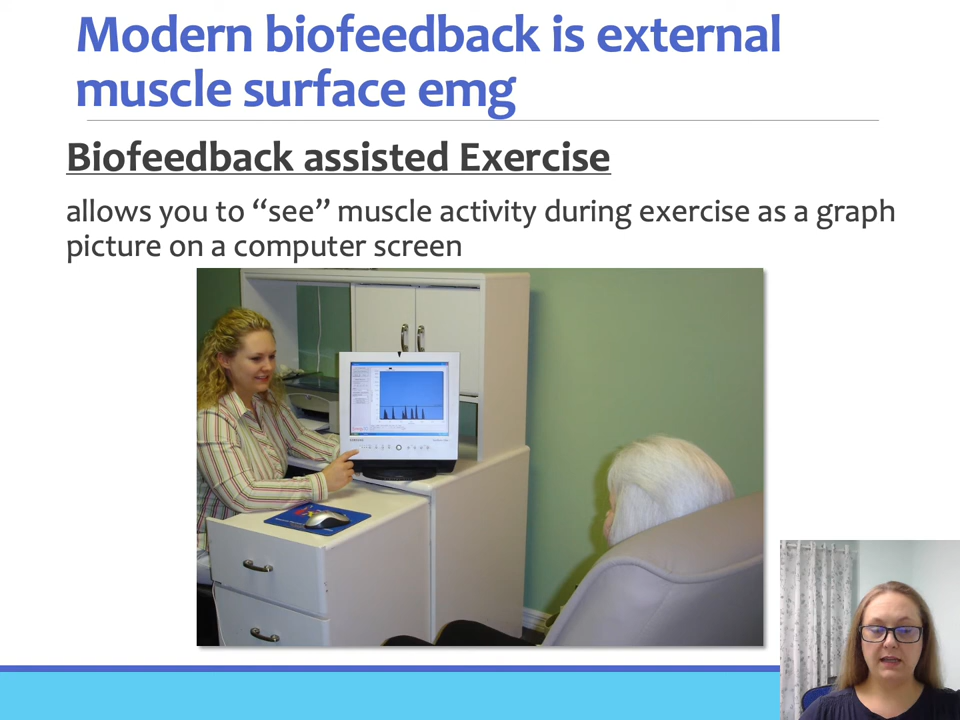 Modern biofeedback is external
muscle surface emg
Biofeedback assisted Exercise
allows you to “see” muscle activity during exercise as a graph
picture on a computer screen